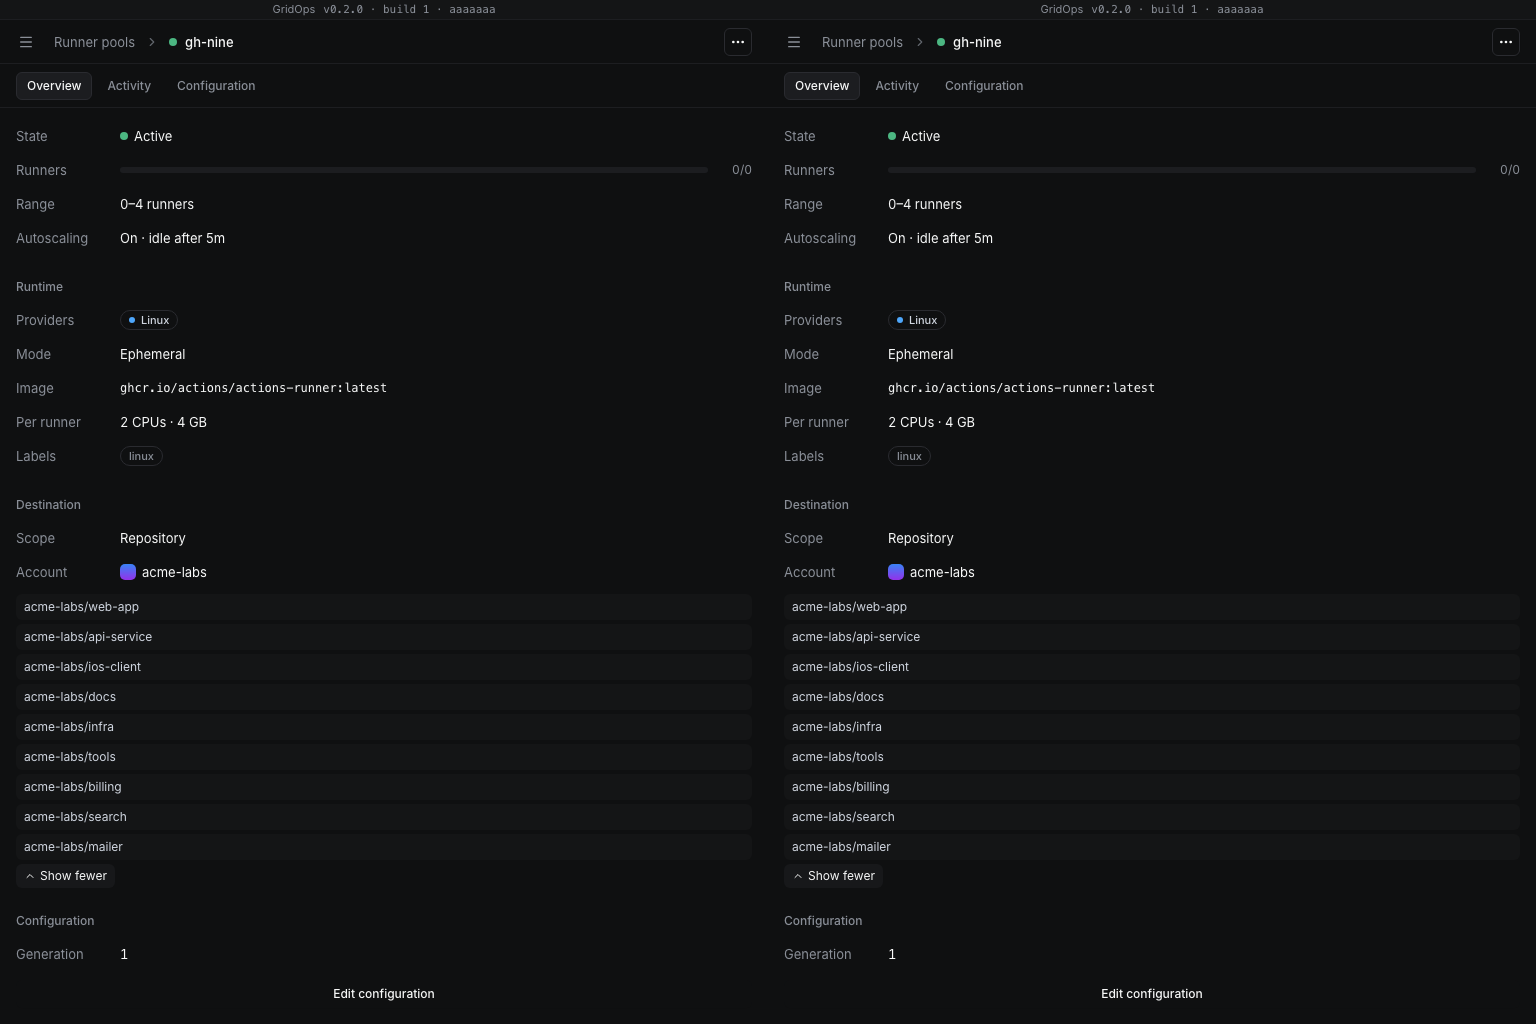 GridOps v0.2.0 · build 1 · aaaaaaa
Runner pools > gh-nine
Overview Activity Configuration
State Active
Runners 0/0
Range 0–4 runners
Autoscaling On · idle after 5m
Runtime
Providers Linux
Mode Ephemeral
Image ghcr.io/actions/actions-runner:latest
Per runner 2 CPUs · 4 GB
Labels linux
Destination
Scope Repository
Account acme-labs
acme-labs/web-app
acme-labs/api-service
acme-labs/ios-client
acme-labs/docs
acme-labs/infra
acme-labs/tools
acme-labs/billing
acme-labs/search
acme-labs/mailer
Show fewer
Configuration
Generation 1
Edit configuration
GridOps v0.2.0 · build 1 · aaaaaaa
Runner pools > gh-nine
Overview Activity Configuration
State Active
Runners 0/0
Range 0–4 runners
Autoscaling On · idle after 5m
Runtime
Providers Linux
Mode Ephemeral
Image ghcr.io/actions/actions-runner:latest
Per runner 2 CPUs · 4 GB
Labels linux
Destination
Scope Repository
Account acme-labs
acme-labs/web-app
acme-labs/api-service
acme-labs/ios-client
acme-labs/docs
acme-labs/infra
acme-labs/tools
acme-labs/billing
acme-labs/search
acme-labs/mailer
Show fewer
Configuration
Generation 1
Edit configuration